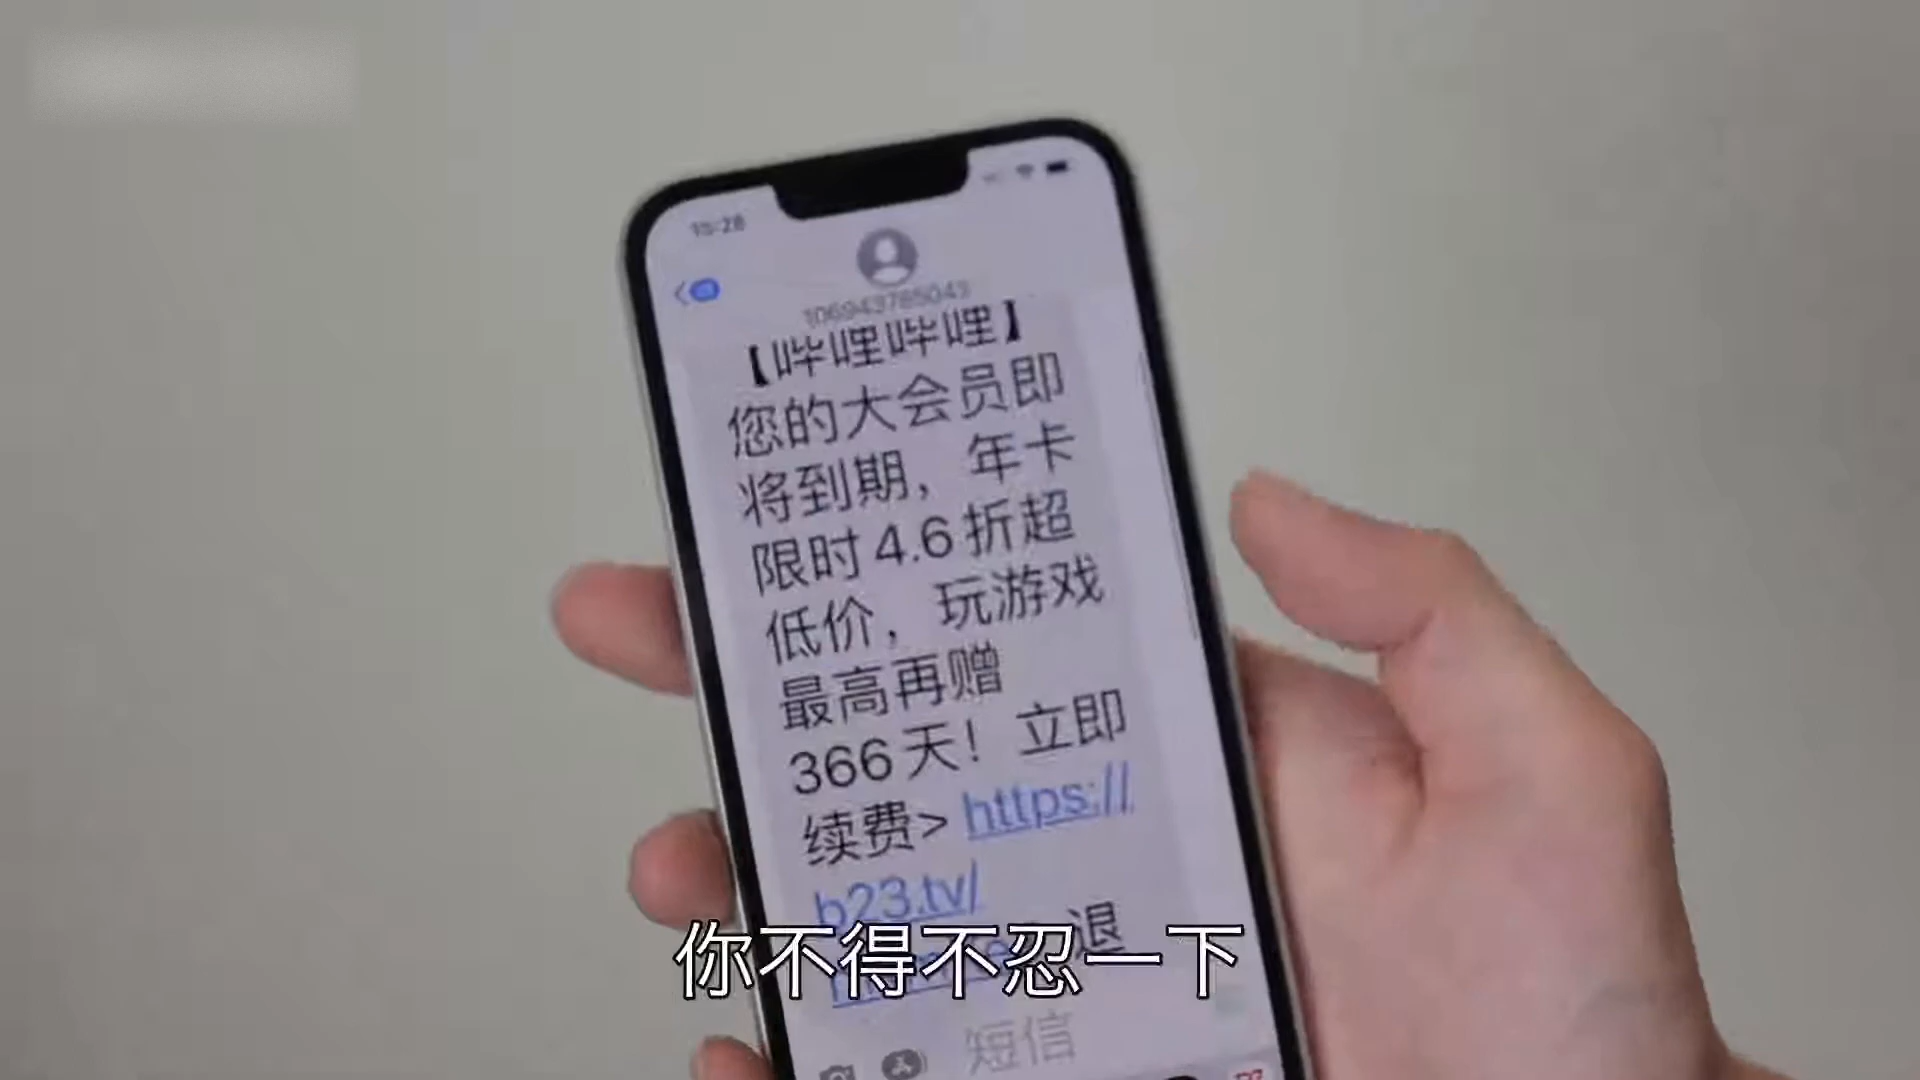 15:28
106943785043
【哔哩哔哩】
您的大会员即
将到期，年卡
限时4.6折超
低价，玩游戏
最高再赠
366天！立即
续费> https://
b23.tv/
退
你不得不忍一下
短信